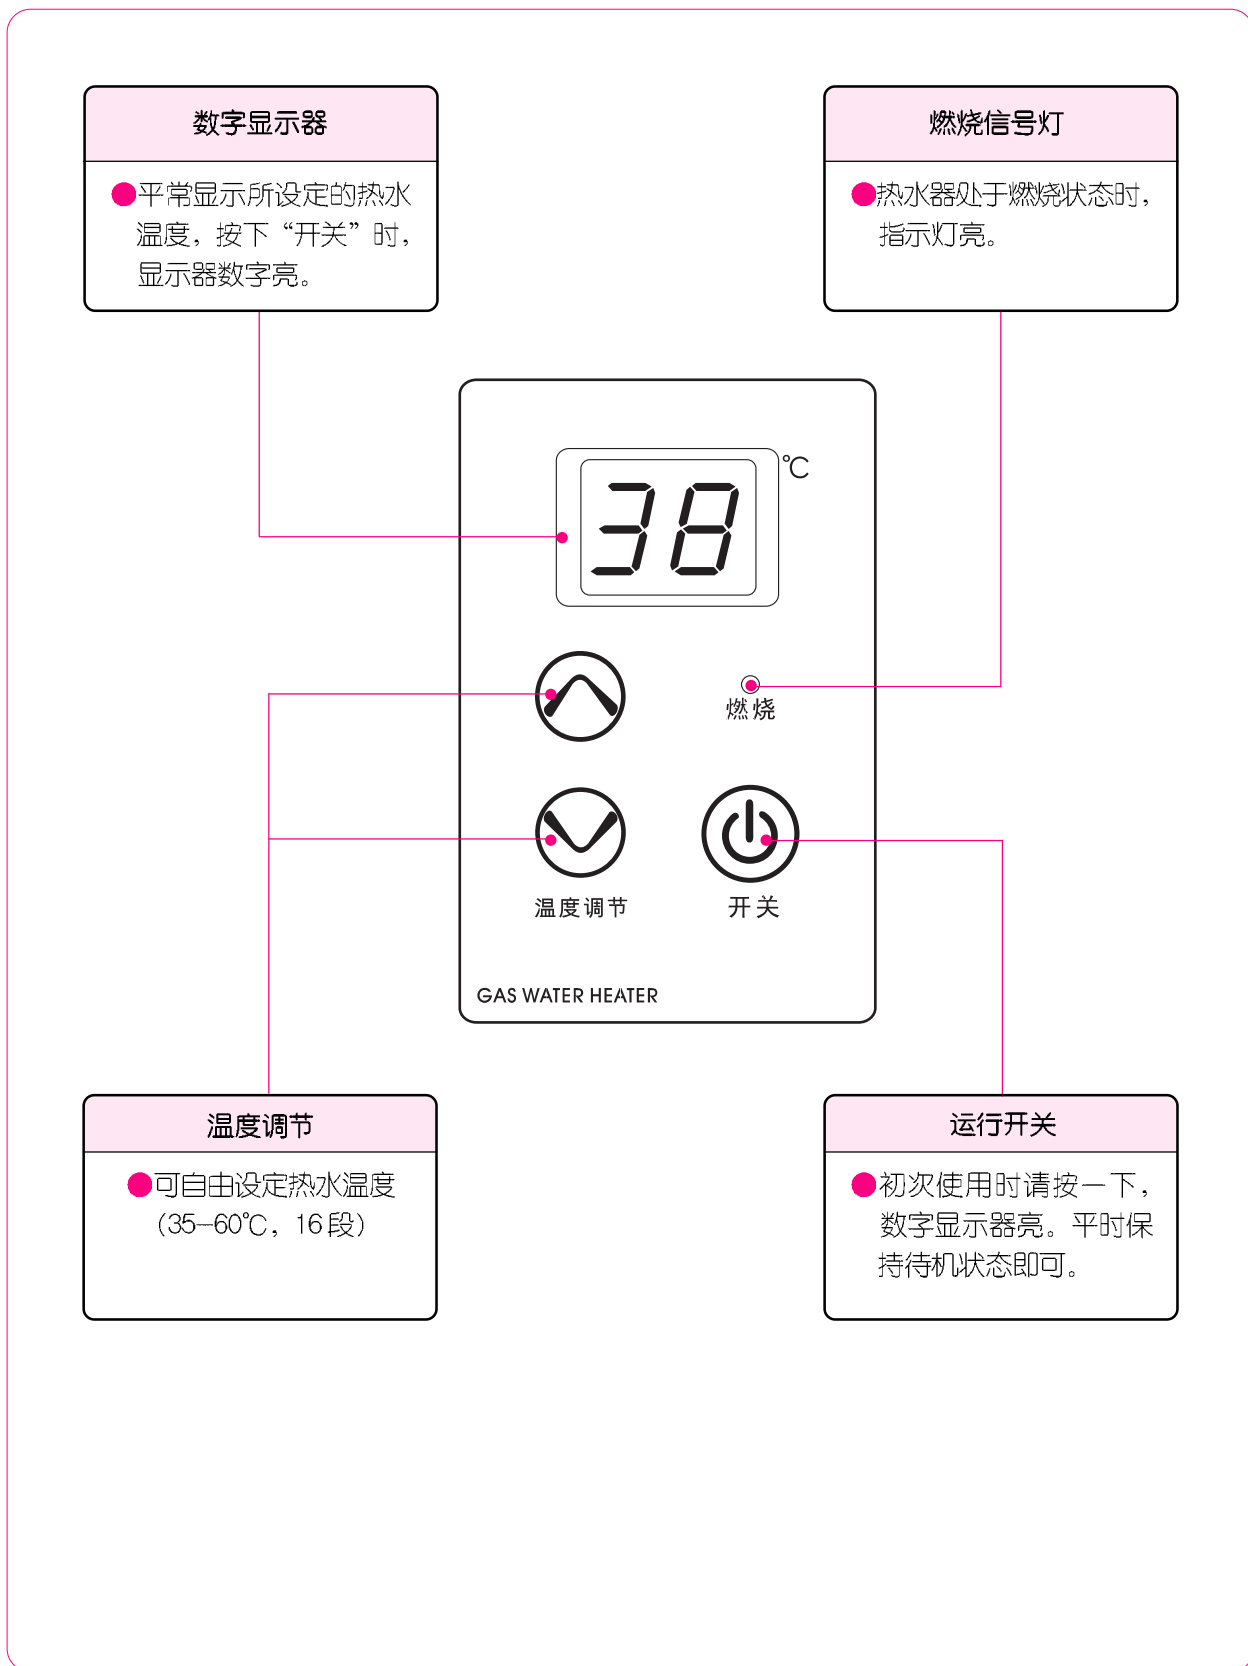 数字显示器
●平常显示所设定的热水
温度，按下“开关”时，
显示器数字亮。
燃烧信号灯
●热水器处于燃烧状态时，
指示灯亮。
38
℃
燃烧
温度调节
开关
GAS WATER HEATER
温度调节
●可自由设定热水温度
（35-60℃，16段）
运行开关
●初次使用时请按一下，
数字显示器亮。平时保
持待机状态即可。